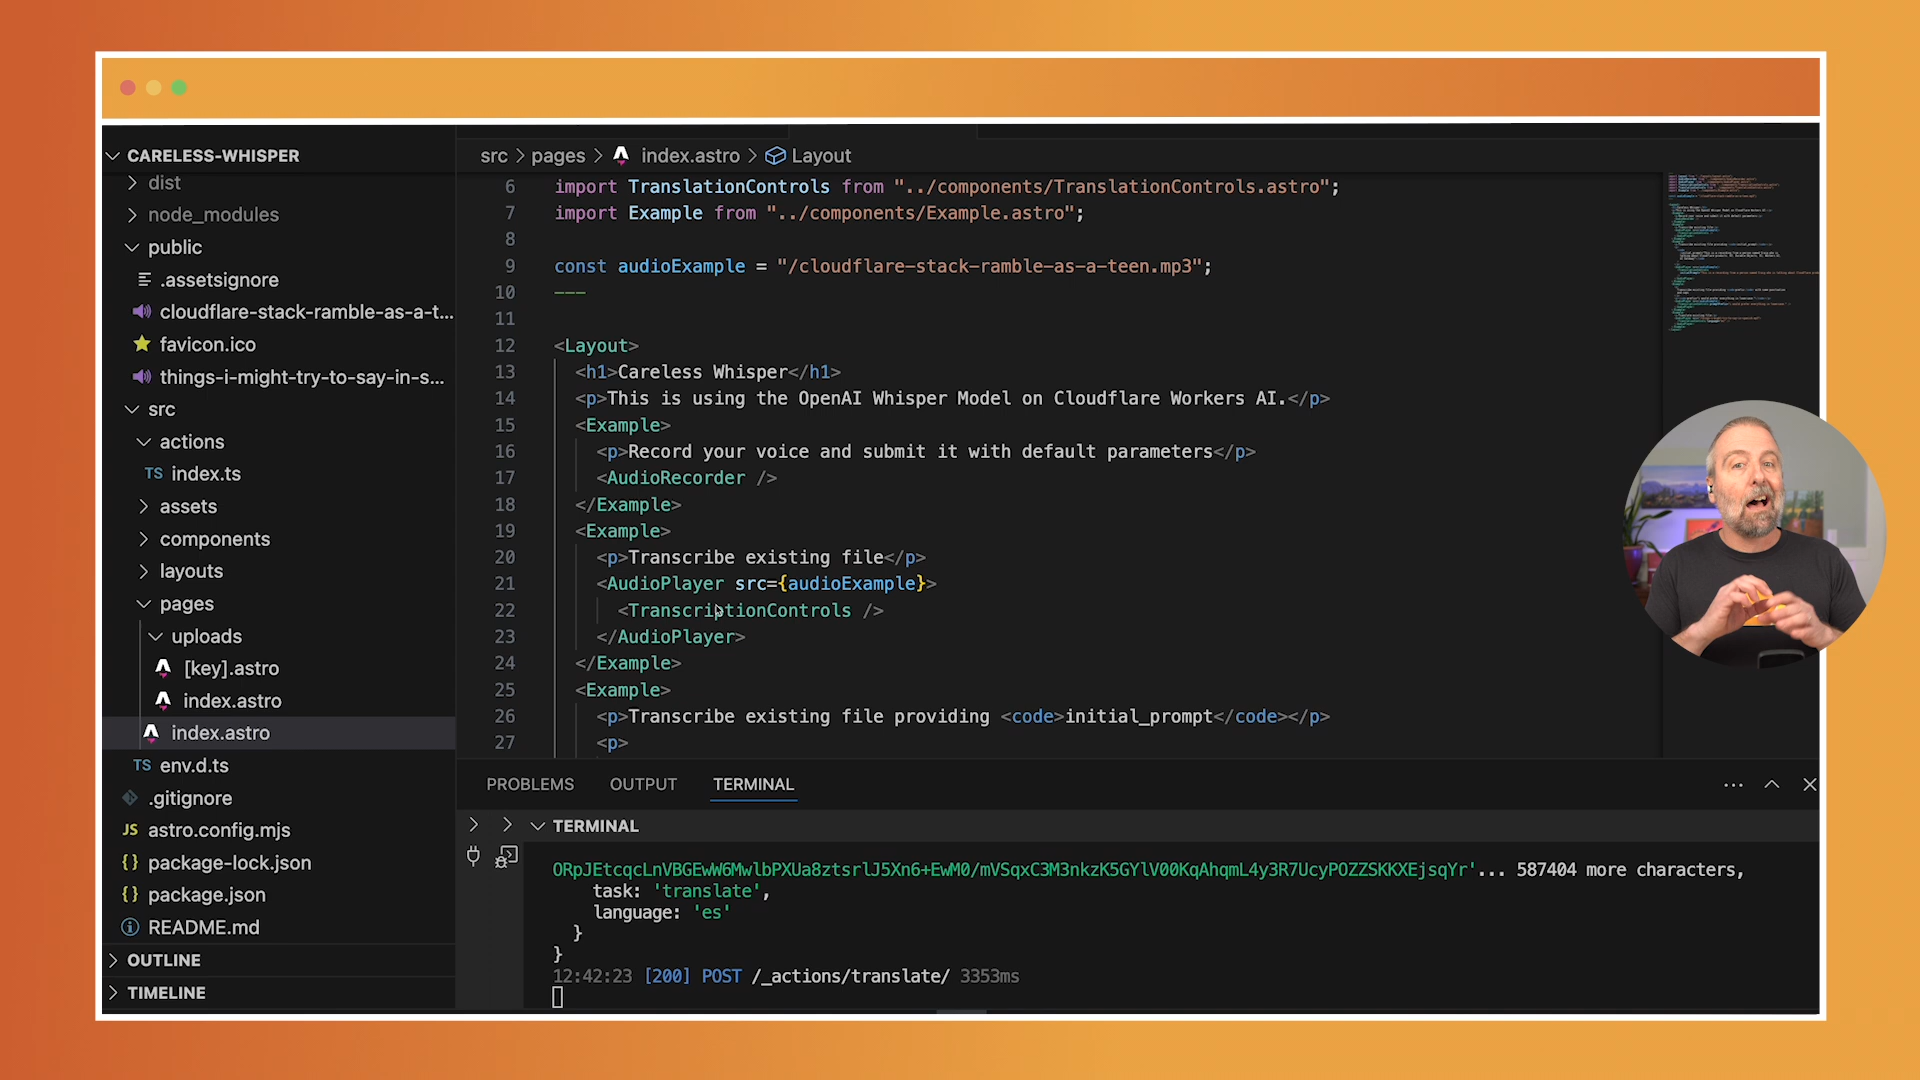 CARELESS-WHISPER
dist
node_modules
public
.assetsignore
cloudflare-stack-ramble-as-a-t...
favicon.ico
things-i-might-try-to-say-in-s...
src
actions
TS index.ts
assets
components
layouts
pages
uploads
[key].astro
index.astro
index.astro
TS env.d.ts
.gitignore
JS astro.config.mjs
{} package-lock.json
{} package.json
README.md
OUTLINE
TIMELINE
src > pages > index.astro > Layout
6 import TranslationControls from "../components/TranslationControls.astro";
7 import Example from "../components/Example.astro";
8
9 const audioExample = "/cloudflare-stack-ramble-as-a-teen.mp3";
10 ---
11
12 <Layout>
13 <h1>Careless Whisper</h1>
14 <p>This is using the OpenAI Whisper Model on Cloudflare Workers AI.</p>
15 <Example>
16 <p>Record your voice and submit it with default parameters</p>
17 <AudioRecorder />
18 </Example>
19 <Example>
20 <p>Transcribe existing file</p>
21 <AudioPlayer src={audioExample}>
22 <TranscriptionControls />
23 </AudioPlayer>
24 </Example>
25 <Example>
26 <p>Transcribe existing file providing <code>initial_prompt</code></p>
27 <p>
PROBLEMS OUTPUT TERMINAL
TERMINAL
ORpJEtcqcLnVBGEwW6MwlbPXUa8ztsrlJ5Xn6+EwM0/mVSqxC3M3nkzK5GYlV00KqAhqmL4y3R7UcyPOZZSKKXEjsqYr'... 587404 more characters,
task: 'translate',
language: 'es'
}
}
12:42:23 [200] POST /_actions/translate/ 3353ms